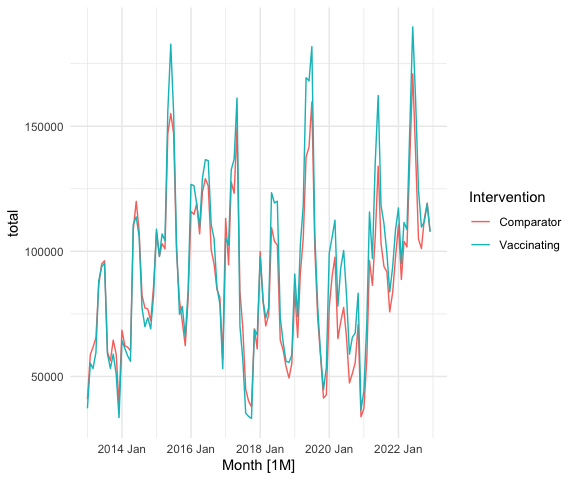 total
150000
100000
50000
2014 Jan 2016 Jan 2018 Jan 2020 Jan 2022 Jan
Month [1M]
Intervention
Comparator
Vaccinating